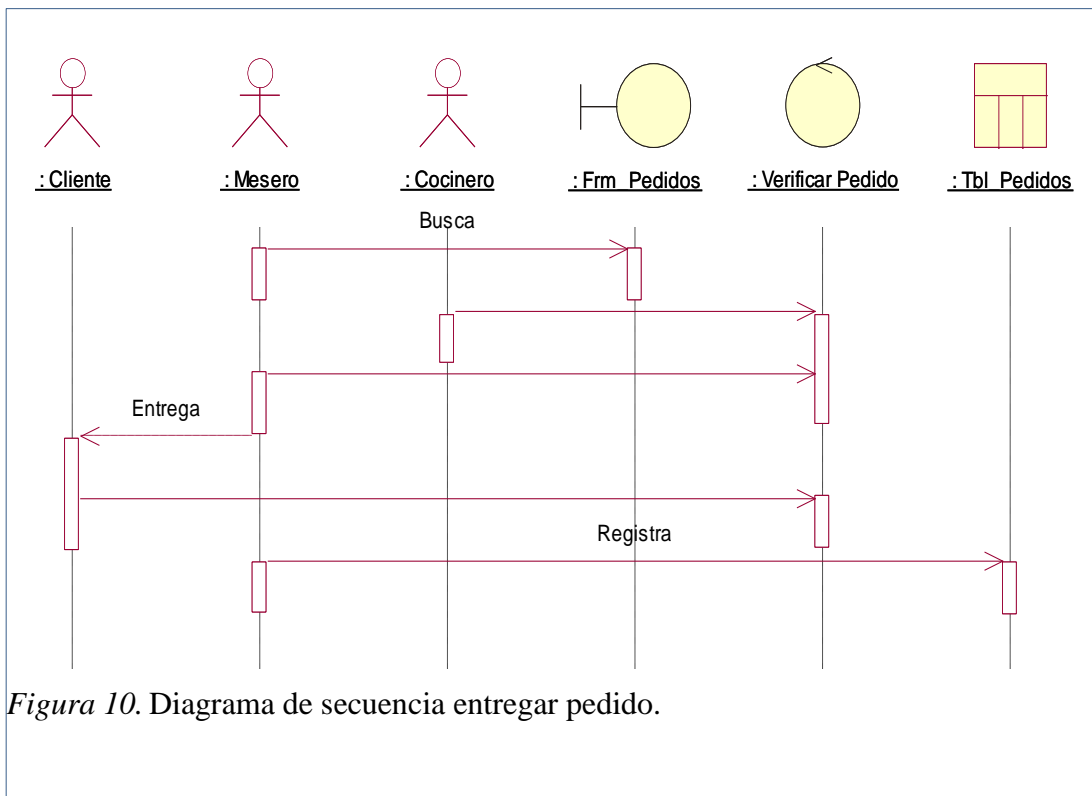 : Cliente
: Mesero
: Cocinero
: Frm_Pedidos
: Verificar Pedido
: Tbl_Pedidos
Busca
Entrega
Registra
Figura 10. Diagrama de secuencia entregar pedido.